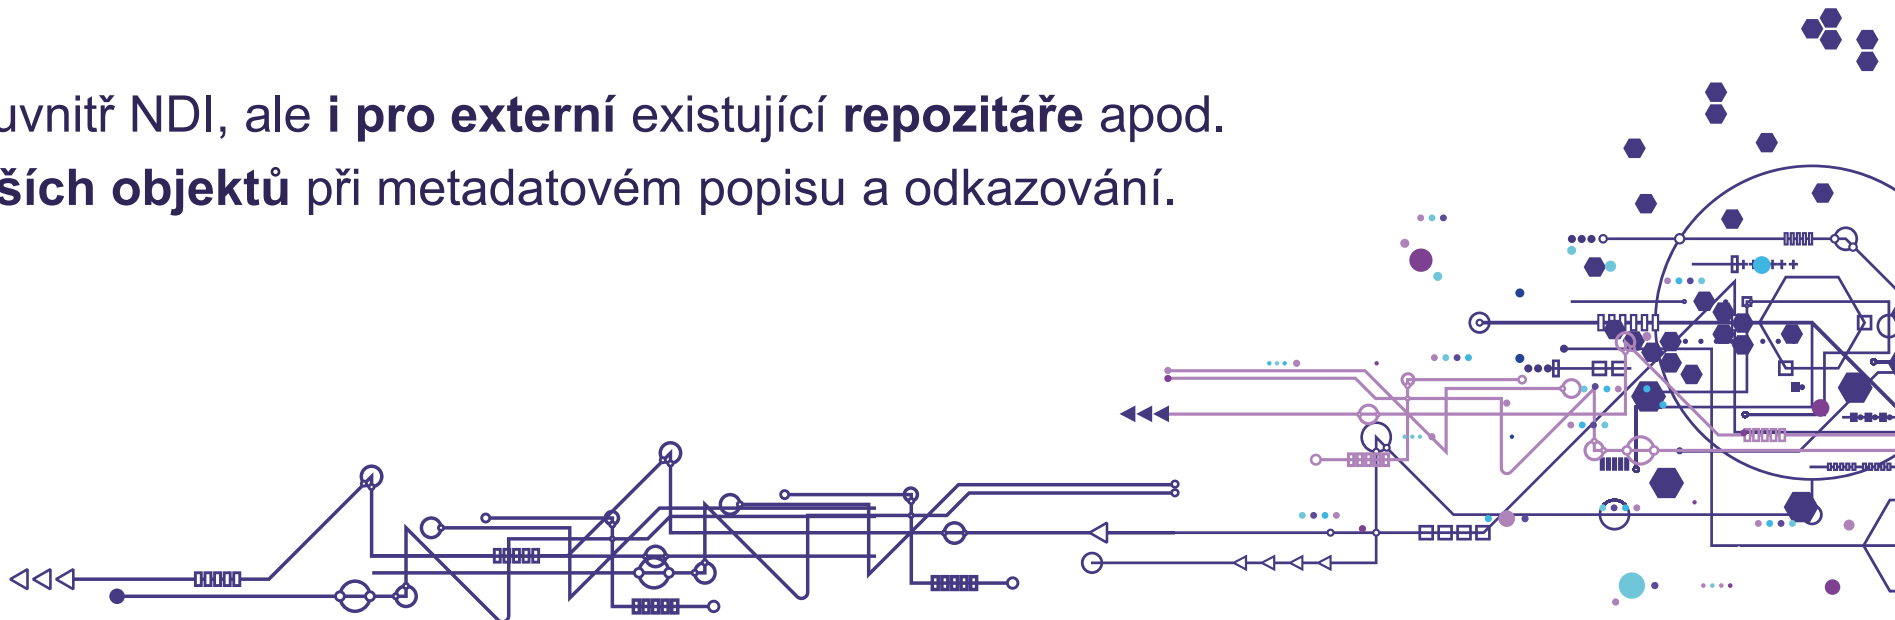 uvnitř NDI, ale i pro externí existující repozitáře apod.
ších objektů při metadatovém popisu a odkazování.